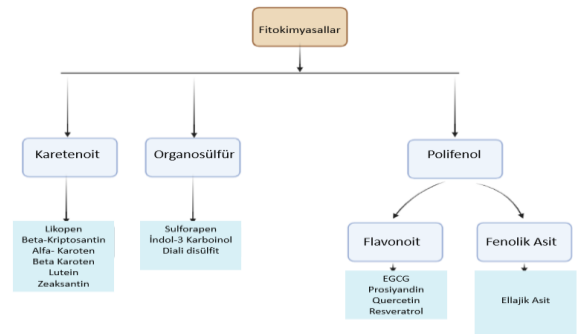 Fitokimyasallar
Karetenoit
Organosülfür
Polifenol
Likopen
Beta-Kriptosantin
Alfa- Karoten
Beta Karoten
Lutein
Zeaksantin
Sulforapen
İndol-3 Karboinol
Diali disülfit
Flavonoit
Fenolik Asit
EGCG
Prosiyandin
Quercetin
Resveratrol
Ellajik Asit